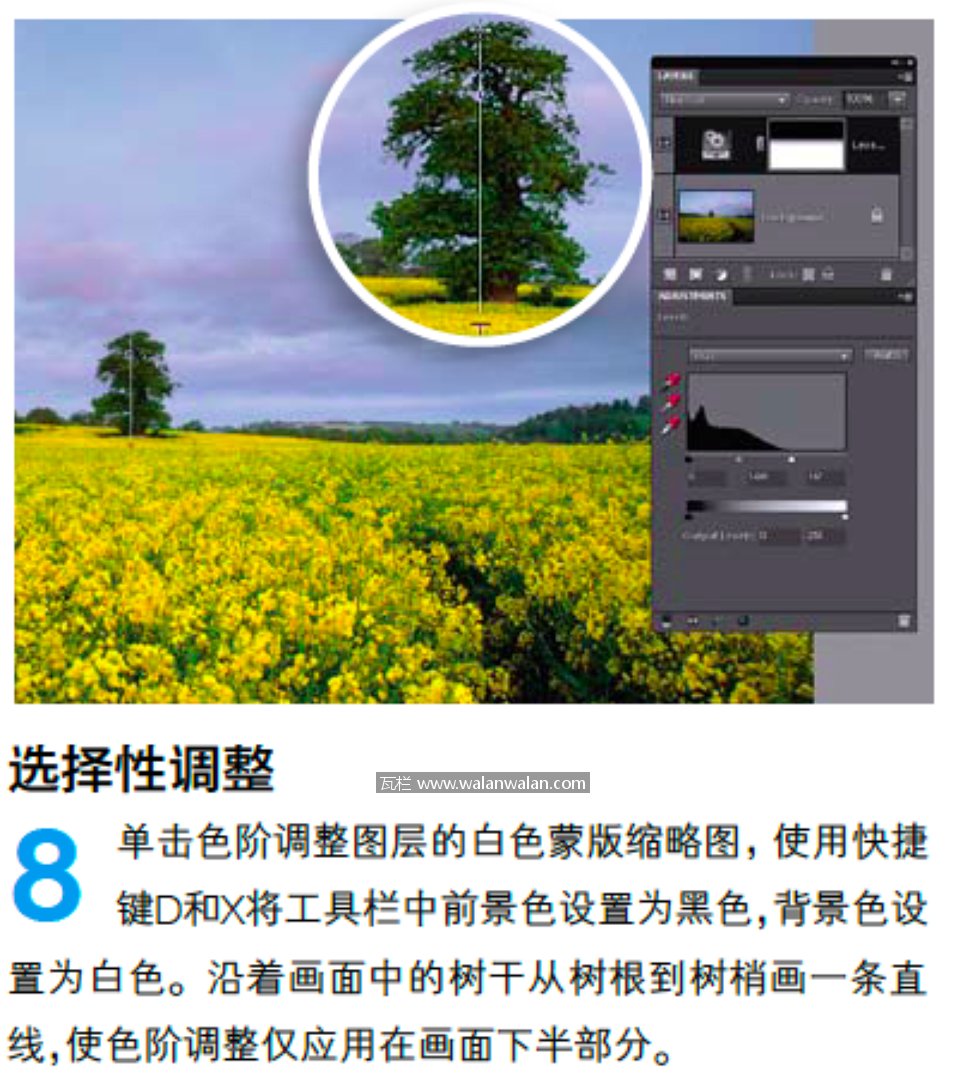 LAYERS
Normal
Opacity: 100%
Leve...
Background
Lock:
ADJUSTMENTS
Levels
Auto
Output Levels: 0 255
选择性调整
瓦栏 www.walanwalan.com
8
单击色阶调整图层的白色蒙版缩略图，使用快捷
键D和X将工具栏中前景色设置为黑色，背景色设
置为白色。沿着画面中的树干从树根到树梢画一条直
线，使色阶调整仅应用在画面下半部分。